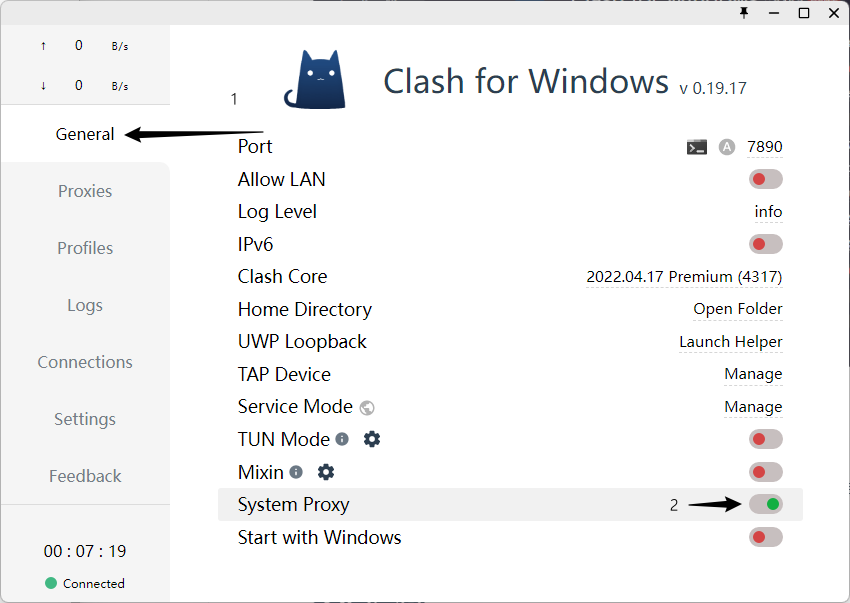 ↑ 0 B/s
↓ 0 B/s
General
Proxies
Profiles
Logs
Connections
Settings
Feedback
00 : 07 : 19
Connected
1
Clash for Windows v 0.19.17
Port A 7890
Allow LAN
Log Level info
IPv6
Clash Core 2022.04.17 Premium (4317)
Home Directory Open Folder
UWP Loopback Launch Helper
TAP Device Manage
Service Mode Manage
TUN Mode
Mixin
System Proxy 2
Start with Windows